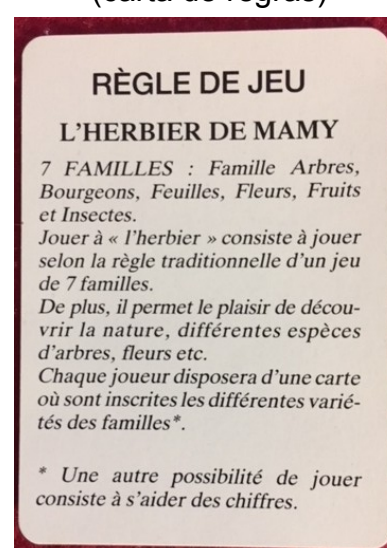 (carta de regras)
RÈGLE DE JEU
L'HERBIER DE MAMY
7 FAMILLES : Famille Arbres,
Bourgeons, Feuilles, Fleurs, Fruits
et Insectes.
Jouer à « l'herbier » consiste à jouer
selon la règle traditionnelle d'un jeu
de 7 familles.
De plus, il permet le plaisir de décou-
vrir la nature, différentes espèces
d'arbres, fleurs etc.
Chaque joueur disposera d'une carte
où sont inscrites les différentes varié-
tés des familles*.
* Une autre possibilité de jouer
consiste à s'aider des chiffres.